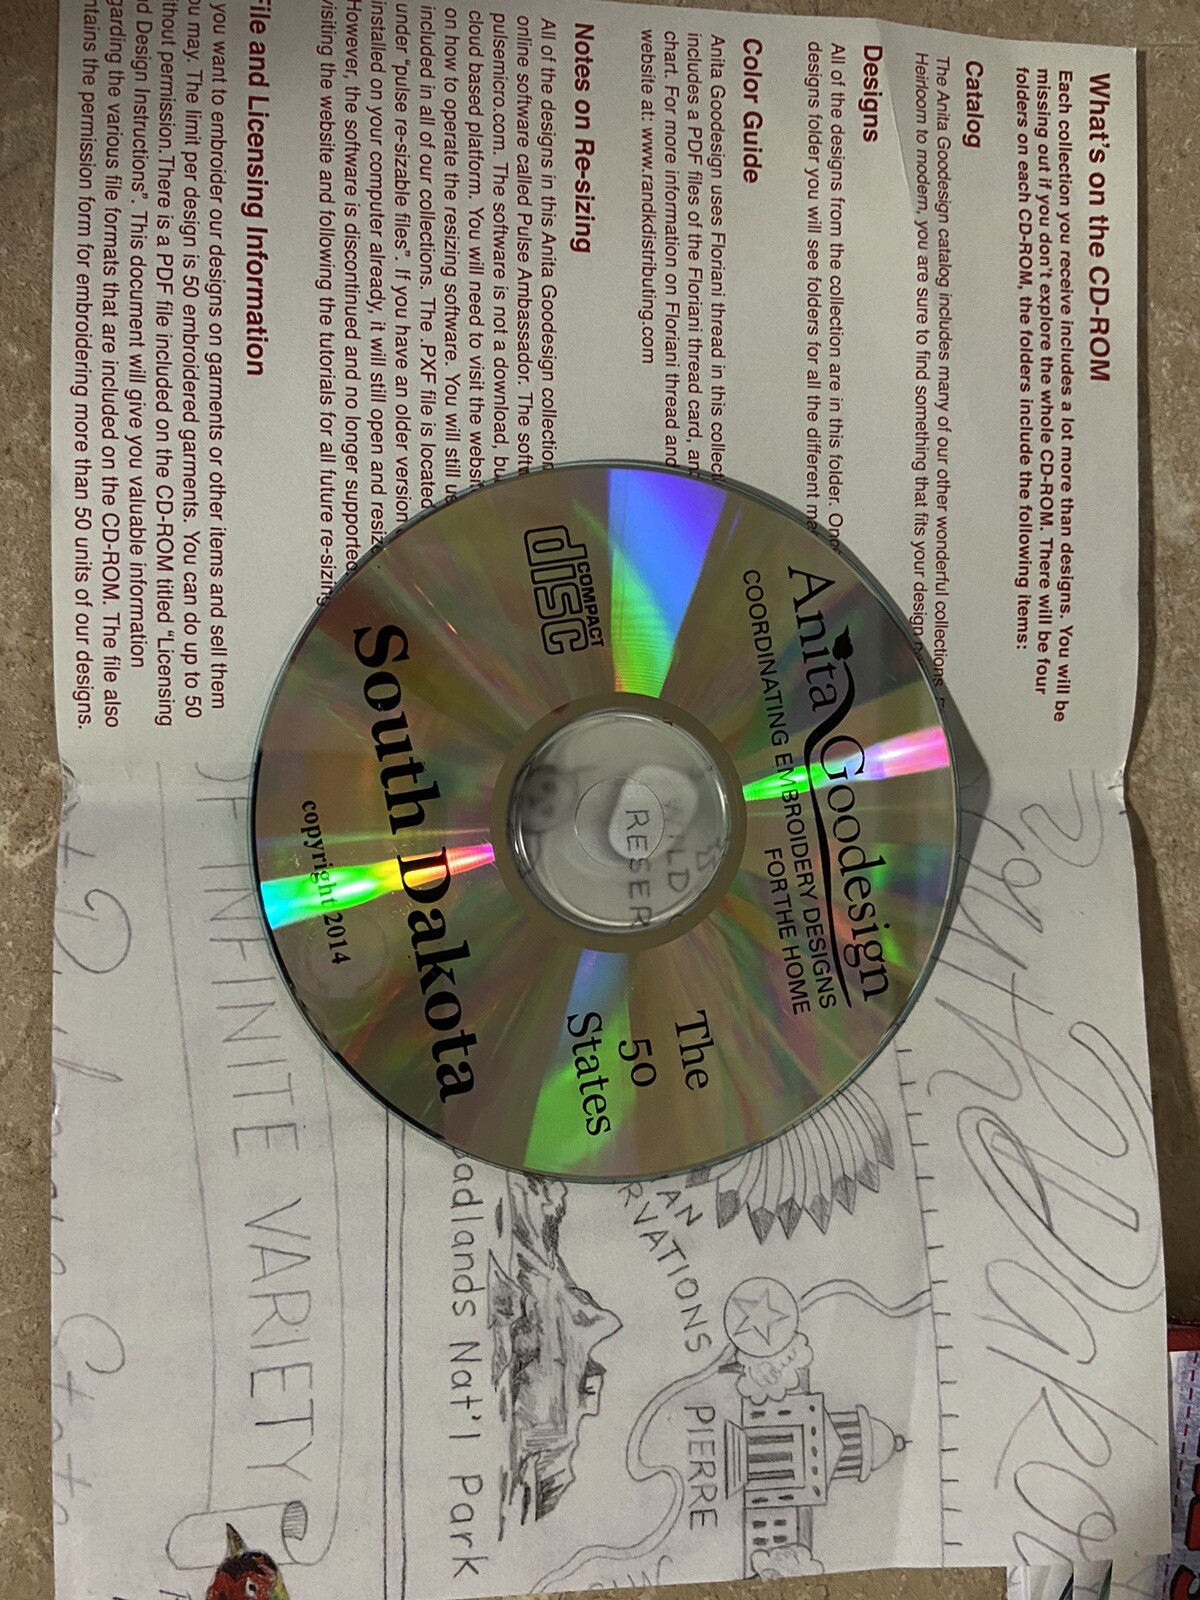 What's on the CD-ROM
Each collection you receive includes a lot more than designs. You will be
missing out if you don't explore the whole CD-ROM. There will be four
folders on each CD-ROM, the folders include the following items:
Catalog
The Anita Goodesign catalog includes many of our other wonderful collections.
Heirloom to modern, you are sure to find something that fits your design
Designs
All of the designs from the collection are in this folder.
designs folder you will see folders for all the different
Color Guide
Anita Goodesign uses Floriani thread in this
includes a PDF files of the Floriani thread card,
chart. For more information on Floriani thread and
website at: www.randkdistributing.com
Notes on Re-sizing
All of the designs in this Anita Goodesign collection
online software called Pulse Ambassador. The
pulsemicro.com. The software is not a download,
cloud based platform. You will need to visit the
on how to operate the resizing software. You will still
included in all of our collections. The .PXF file is located
under "pulse re-sizable files". If you have an older version
installed on your computer already, it will still open and
However, the software is discontinued and no longer supported
visiting the website and following the tutorials for all future re-sizing
File and Licensing Information
you want to embroider our designs on garments or other items and sell them
may. The limit per design is 50 embroidered garments. You can do up to 50
without permission. There is a PDF file included on the CD-ROM titled "Licensing
Design Instructions". This document will give you valuable information
the various file formats that are included on the CD-ROM. The file also
the permission form for embroidering more than 50 units of our designs.
Anita Goodesign
COORDINATING EMBROIDERY DESIGNS
FOR THE HOME
COMPACT
disc
The
50
States
South Dakota
copyright 2014
WILD
RESER
PIERRE
RVATIONS
adlands Nat'l Park
OF INFINITE VARIETY